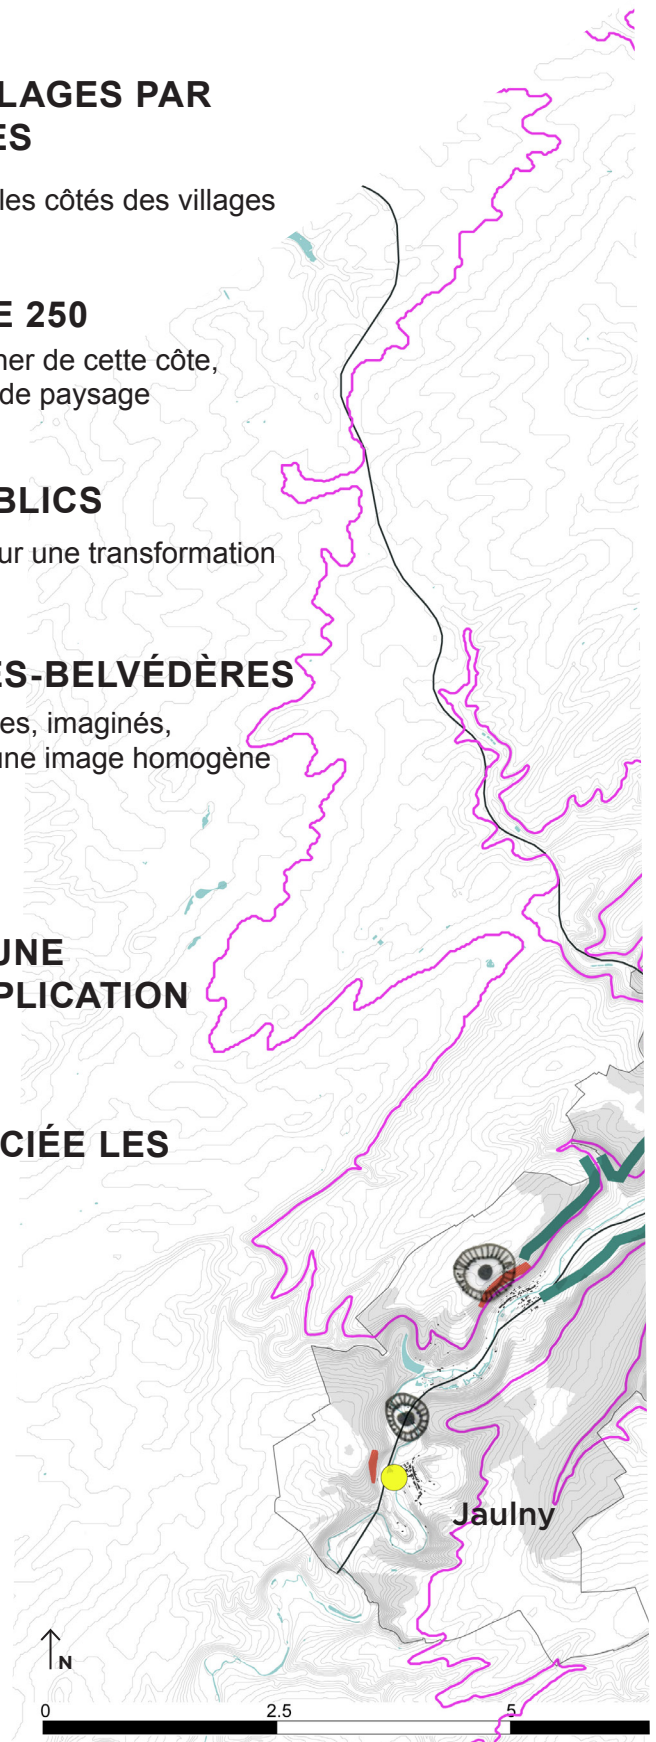 LAGES PAR
ES
les côtés des villages
E 250
ner de cette côte,
de paysage
BLICS
ur une transformation
ES-BELVÉDÈRES
es, imaginés,
une image homogène
UNE
PLICATION
CIÉE LES
Jaulny
N
0 2.5 5